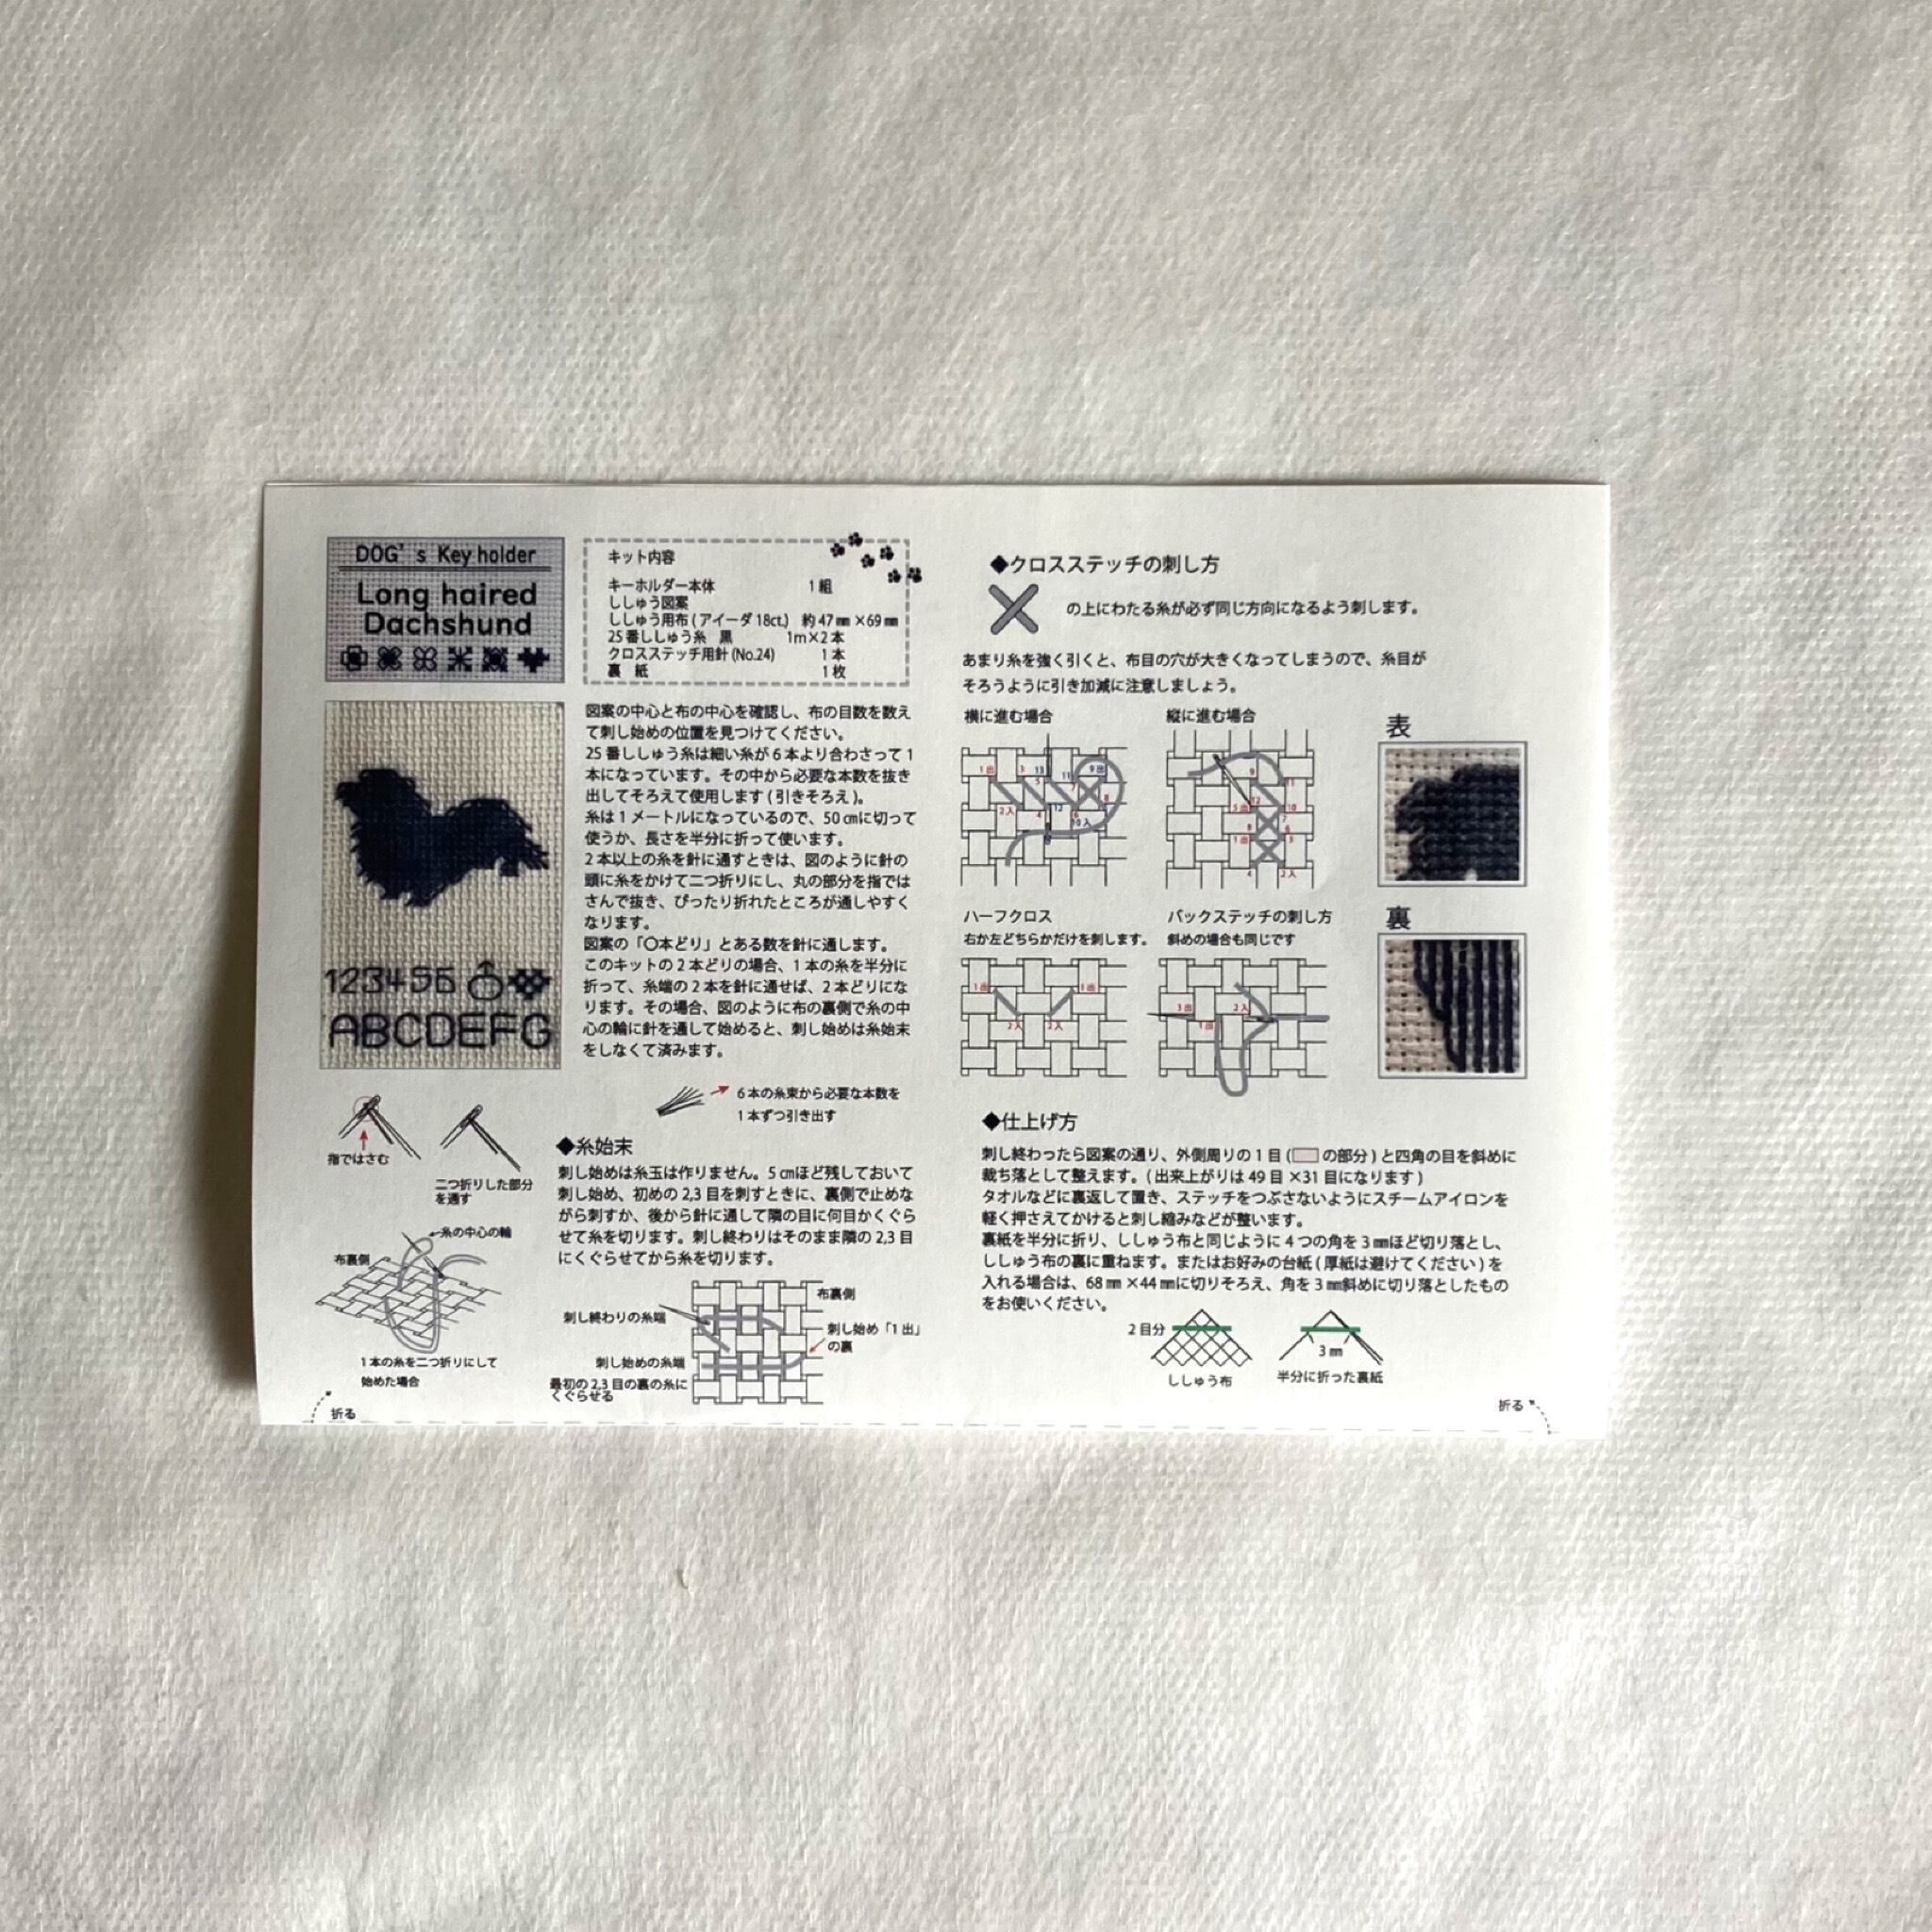 DOG's Key holder
Long haired
Dachshund
キット内容
キーホルダー本体 1組
ししゅう図案
ししゅう用布(アイーダ18ct.) 約47㎜×69㎜
25番ししゅう糸 黒 1m×2本
クロスステッチ用針(No.24) 1本
裏 紙 1枚
123456
ABCDEFG
図案の中心と布の中心を確認し、布の目数を数え
て刺し始めの位置を見つけてください。
25番ししゅう糸は細い糸が6本より合わさって1
本になっています。その中から必要な本数を抜き
出してそろえて使用します(引きそろえ)。
糸は1メートルになっているので、50㎝に切って
使うか、長さを半分に折って使います。
2本以上の糸を針に通すときは、図のように針の
頭に糸をかけて二つ折りにし、丸の部分を指では
さんで抜き、ぴったり折れたところが通しやすく
なります。
図案の「〇本どり」とある数を針に通します。
このキットの2本どりの場合、1本の糸を半分に
折って、糸端の2本を針に通せば、2本どりにな
ります。その場合、図のように布の裏側で糸の中
心の輪に針を通して始めると、刺し始めは糸始末
をしなくて済みます。
指ではさむ
二つ折りした部分
を通す
6本の糸束から必要な本数を
1本ずつ引き出す
糸の中心の輪
布裏側
1本の糸を二つ折りにして
始めた場合
◆糸始末
刺し始めは糸玉は作りません。5㎝ほど残しておいて
刺し始め、初めの2,3目を刺すときに、裏側で止めな
がら刺すか、後から針に通して隣の目に何目かくぐら
せて糸を切ります。刺し終わりはそのまま隣の2,3目
にくぐらせてから糸を切ります。
布裏側
刺し終わりの糸端
刺し始め「1出」
の裏
刺し始めの糸端
最初の2,3目の裏の糸に
くぐらせる
折る
◆クロスステッチの刺し方
の上にわたる糸が必ず同じ方向になるよう刺します。
あまり糸を強く引くと、布目の穴が大きくなってしまうので、糸目が
そろうように引き加減に注意しましょう。
横に進む場合
1出 3 13 11 9出
5 7
2入 4 12 8
6 10入
縦に進む場合
9 11
5出 12 10
8 7 6
1出 3
4 2入
表
ハーフクロス
右か左どちらかだけを刺します。
1出 1出
2入 2入
バックステッチの刺し方
斜めの場合も同じです
3出 2入
1出
裏
◆仕上げ方
刺し終わったら図案の通り、外側周りの1目(の部分)と四角の目を斜めに
裁ち落として整えます。(出来上がりは49目×31目になります)
タオルなどに裏返して置き、ステッチをつぶさないようにスチームアイロンを
軽く押さえてかけると刺し縮みなどが整います。
裏紙を半分に折り、ししゅう布と同じように4つの角を3㎜ほど切り落とし、
ししゅう布の裏に重ねます。またはお好みの台紙(厚紙は避けてください)を
入れる場合は、68㎜×44㎜に切りそろえ、角を3㎜斜めに切り落としたもの
をお使いください。
2目分
ししゅう布
3㎜
半分に折った裏紙
折る